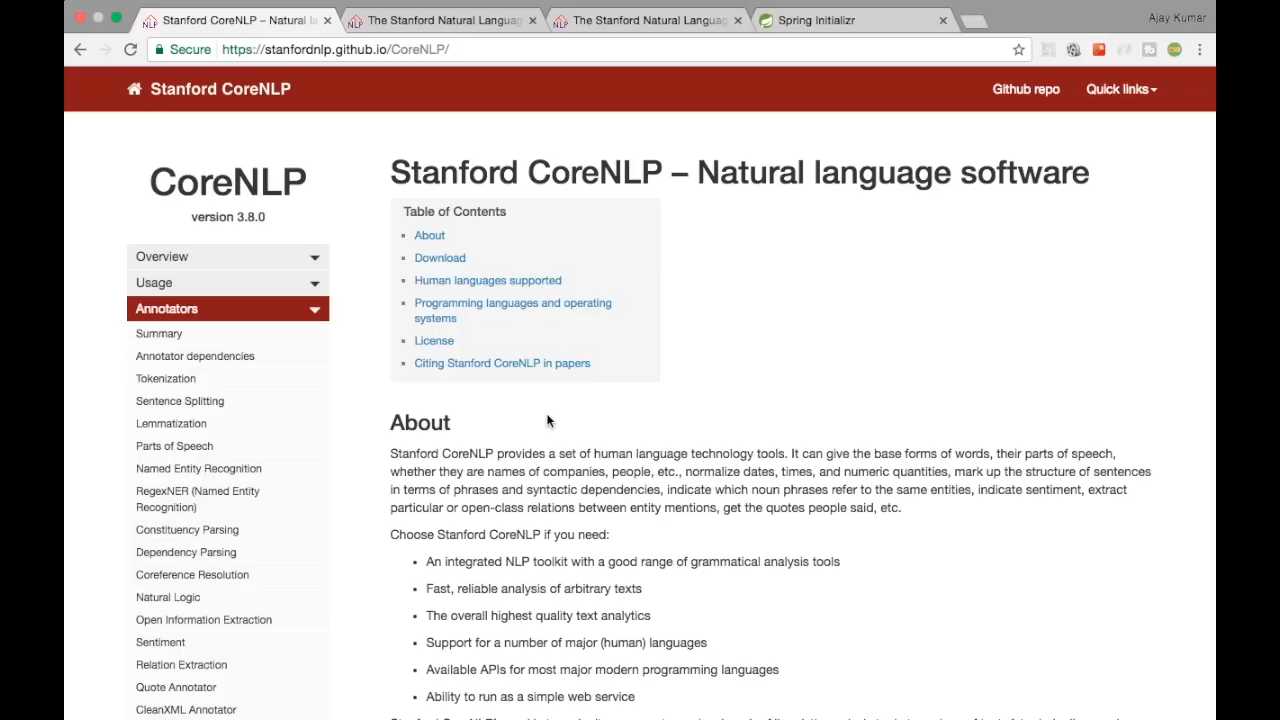 Stanford CoreNLP – Natural la
The Stanford Natural Languag
The Stanford Natural Languag
Spring Initializr
Ajay Kumar
Secure https://stanfordnlp.github.io/CoreNLP/
Stanford CoreNLP
Github repo
Quick links
CoreNLP
version 3.8.0
Overview
Usage
Annotators
Summary
Annotator dependencies
Tokenization
Sentence Splitting
Lemmatization
Parts of Speech
Named Entity Recognition
RegexNER (Named Entity
Recognition)
Constituency Parsing
Dependency Parsing
Coreference Resolution
Natural Logic
Open Information Extraction
Sentiment
Relation Extraction
Quote Annotator
CleanXML Annotator
Stanford CoreNLP – Natural language software
Table of Contents
About
Download
Human languages supported
Programming languages and operating
systems
License
Citing Stanford CoreNLP in papers
About
Stanford CoreNLP provides a set of human language technology tools. It can give the base forms of words, their parts of speech,
whether they are names of companies, people, etc., normalize dates, times, and numeric quantities, mark up the structure of sentences
in terms of phrases and syntactic dependencies, indicate which noun phrases refer to the same entities, indicate sentiment, extract
particular or open-class relations between entity mentions, get the quotes people said, etc.
Choose Stanford CoreNLP if you need:
An integrated NLP toolkit with a good range of grammatical analysis tools
Fast, reliable analysis of arbitrary texts
The overall highest quality text analytics
Support for a number of major (human) languages
Available APIs for most major modern programming languages
Ability to run as a simple web service